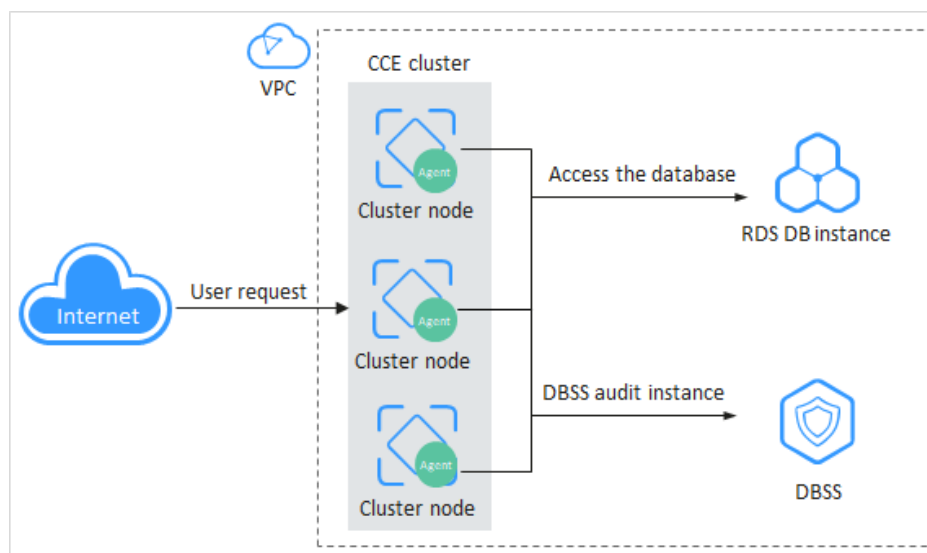 VPC
CCE cluster
Agent
Cluster node
Access the database
RDS DB instance
Internet
User request
Agent
Cluster node
DBSS audit instance
Agent
Cluster node
DBSS